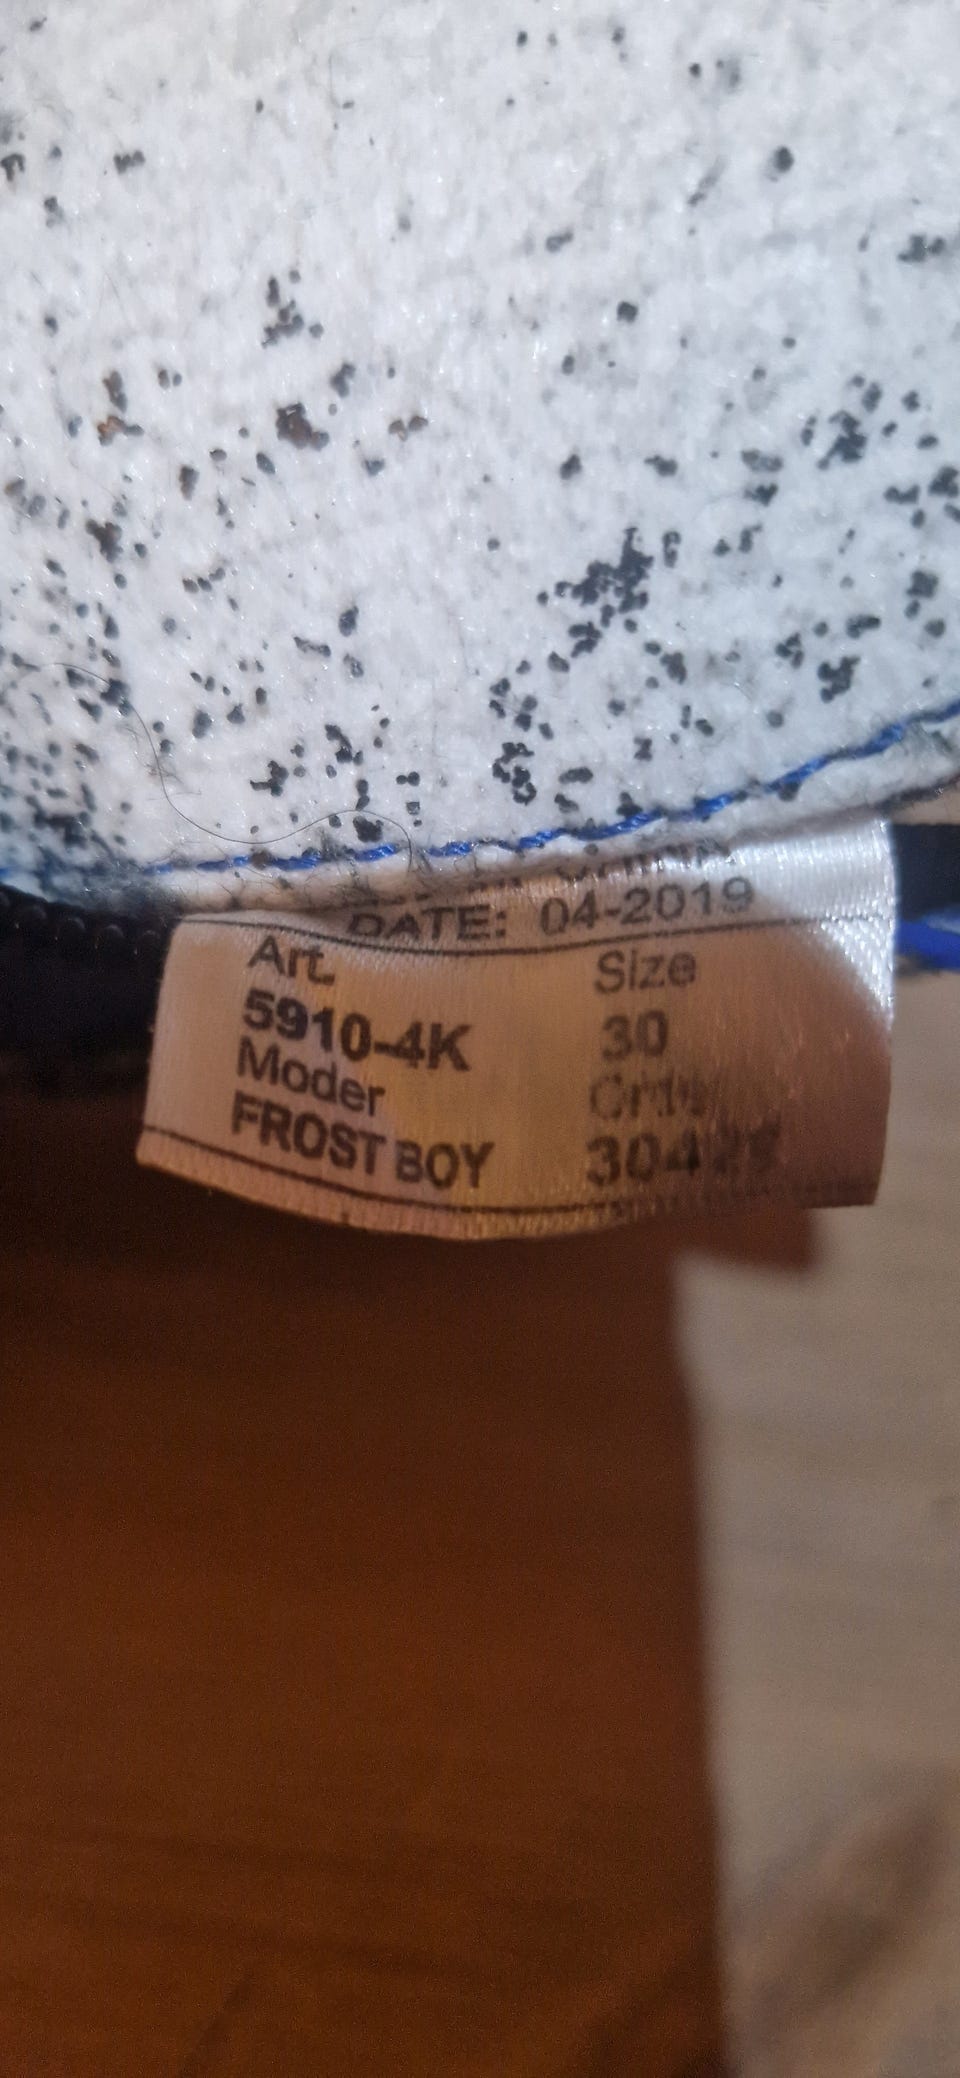 DATE: 04-2019
Art. Size
5910-4K 30
Moder
FROST BOY